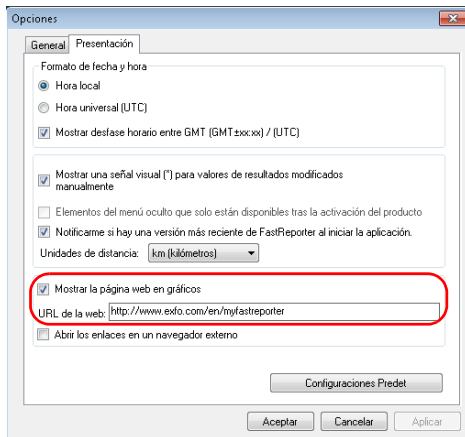 Opciones
General
Presentación
Formato de fecha y hora
Hora local
Hora universal (UTC)
Mostrar desfase horario entre GMT (GMT±xx:xx) / (UTC)
Mostrar una señal visual (*) para valores de resultados modificados
manualmente
Elementos del menú oculto que solo están disponibles tras la activación del producto
Notificarme si hay una versión más reciente de FastReporter al iniciar la aplicación.
Unidades de distancia:
km (kilómetros)
Mostrar la página web en gráficos
URL de la web:
http://www.exfo.com/en/myfastreporter
Abrir los enlaces en un navegador externo
Configuraciones Predet
Aceptar
Cancelar
Aplicar